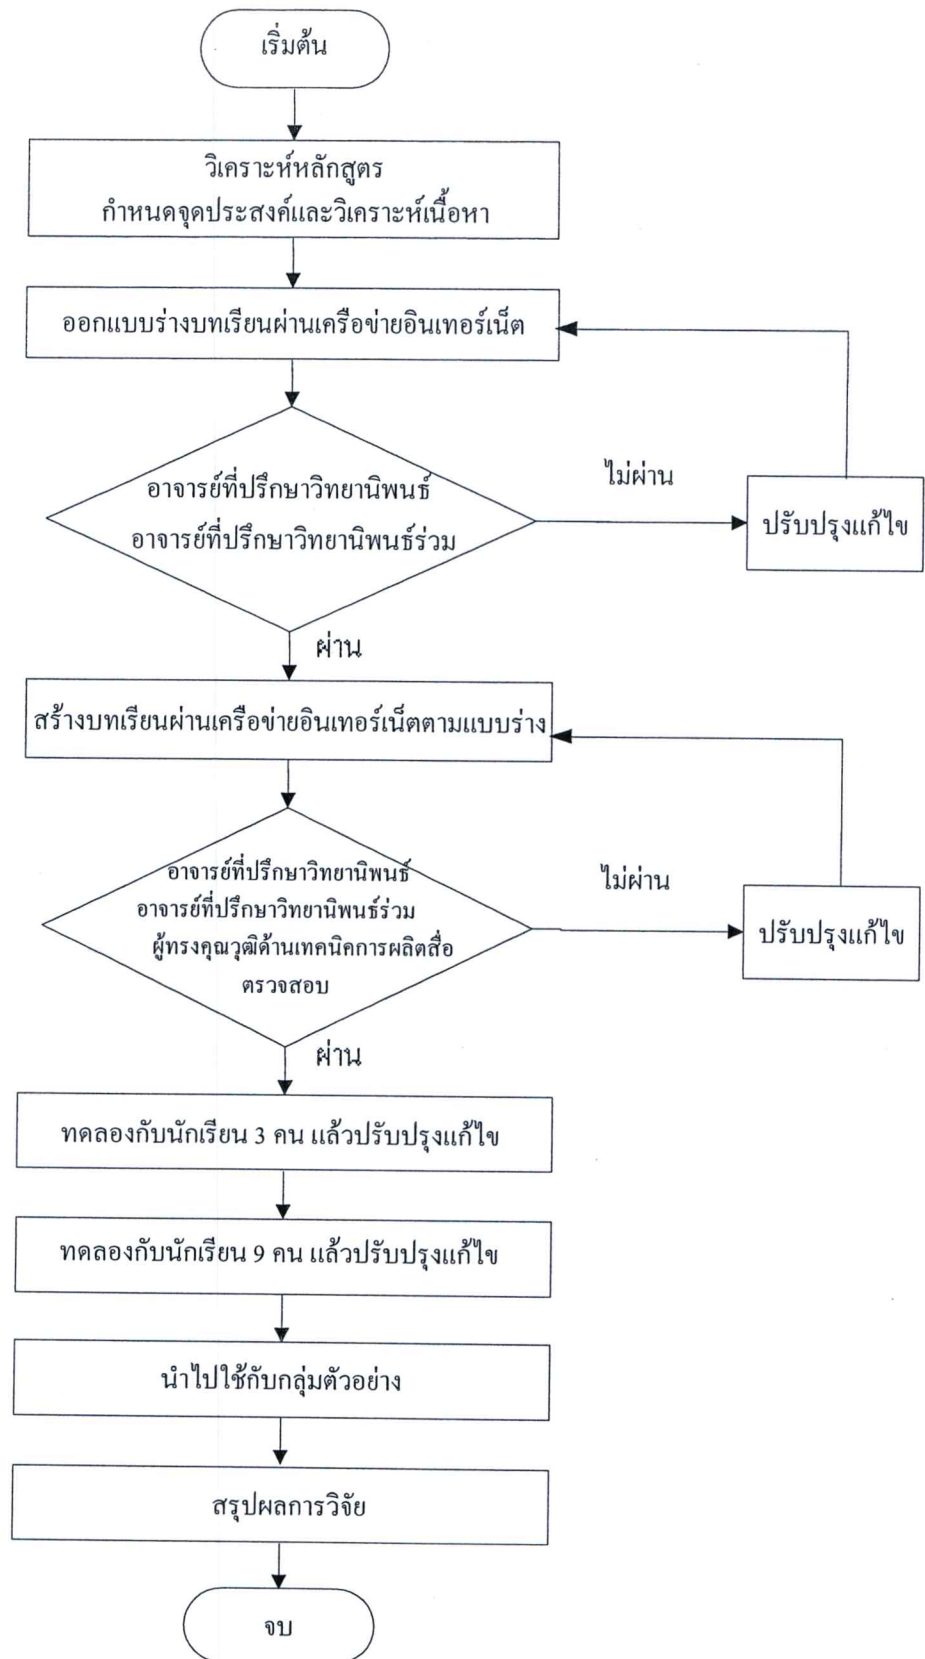 เริ่มต้น
วิเคราะห์หลักสูตร
กำหนดจุดประสงค์และวิเคราะห์เนื้อหา
ออกแบบร่างบทเรียนผ่านเครือข่ายอินเทอร์เน็ต
อาจารย์ที่ปรึกษาวิทยานิพนธ์
อาจารย์ที่ปรึกษาวิทยานิพนธ์ร่วม
ไม่ผ่าน
ปรับปรุงแก้ไข
ผ่าน
สร้างบทเรียนผ่านเครือข่ายอินเทอร์เน็ตตามแบบร่าง
อาจารย์ที่ปรึกษาวิทยานิพนธ์
อาจารย์ที่ปรึกษาวิทยานิพนธ์ร่วม
ผู้ทรงคุณวุฒิด้านเทคนิคการผลิตสื่อ
ตรวจสอบ
ไม่ผ่าน
ปรับปรุงแก้ไข
ผ่าน
ทดลองกับนักเรียน 3 คน แล้วปรับปรุงแก้ไข
ทดลองกับนักเรียน 9 คน แล้วปรับปรุงแก้ไข
นำไปใช้กับกลุ่มตัวอย่าง
สรุปผลการวิจัย
จบ